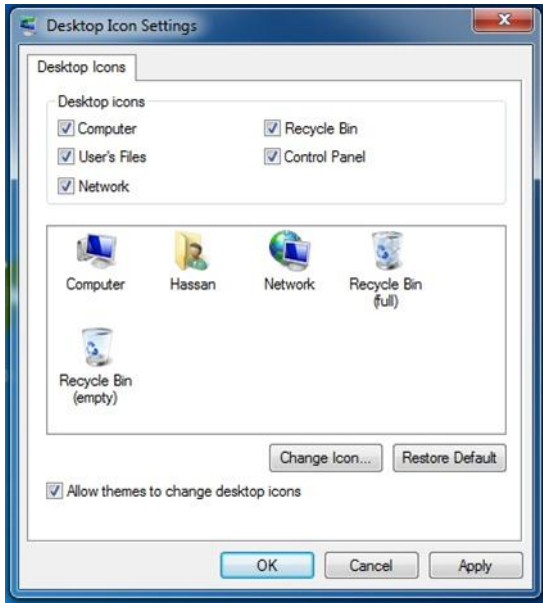 Desktop Icon Settings
Desktop Icons
Desktop icons
Computer
Recycle Bin
User's Files
Control Panel
Network
Computer
Hassan
Network
Recycle Bin
(full)
Recycle Bin
(empty)
Change Icon...
Restore Default
Allow themes to change desktop icons
OK
Cancel
Apply